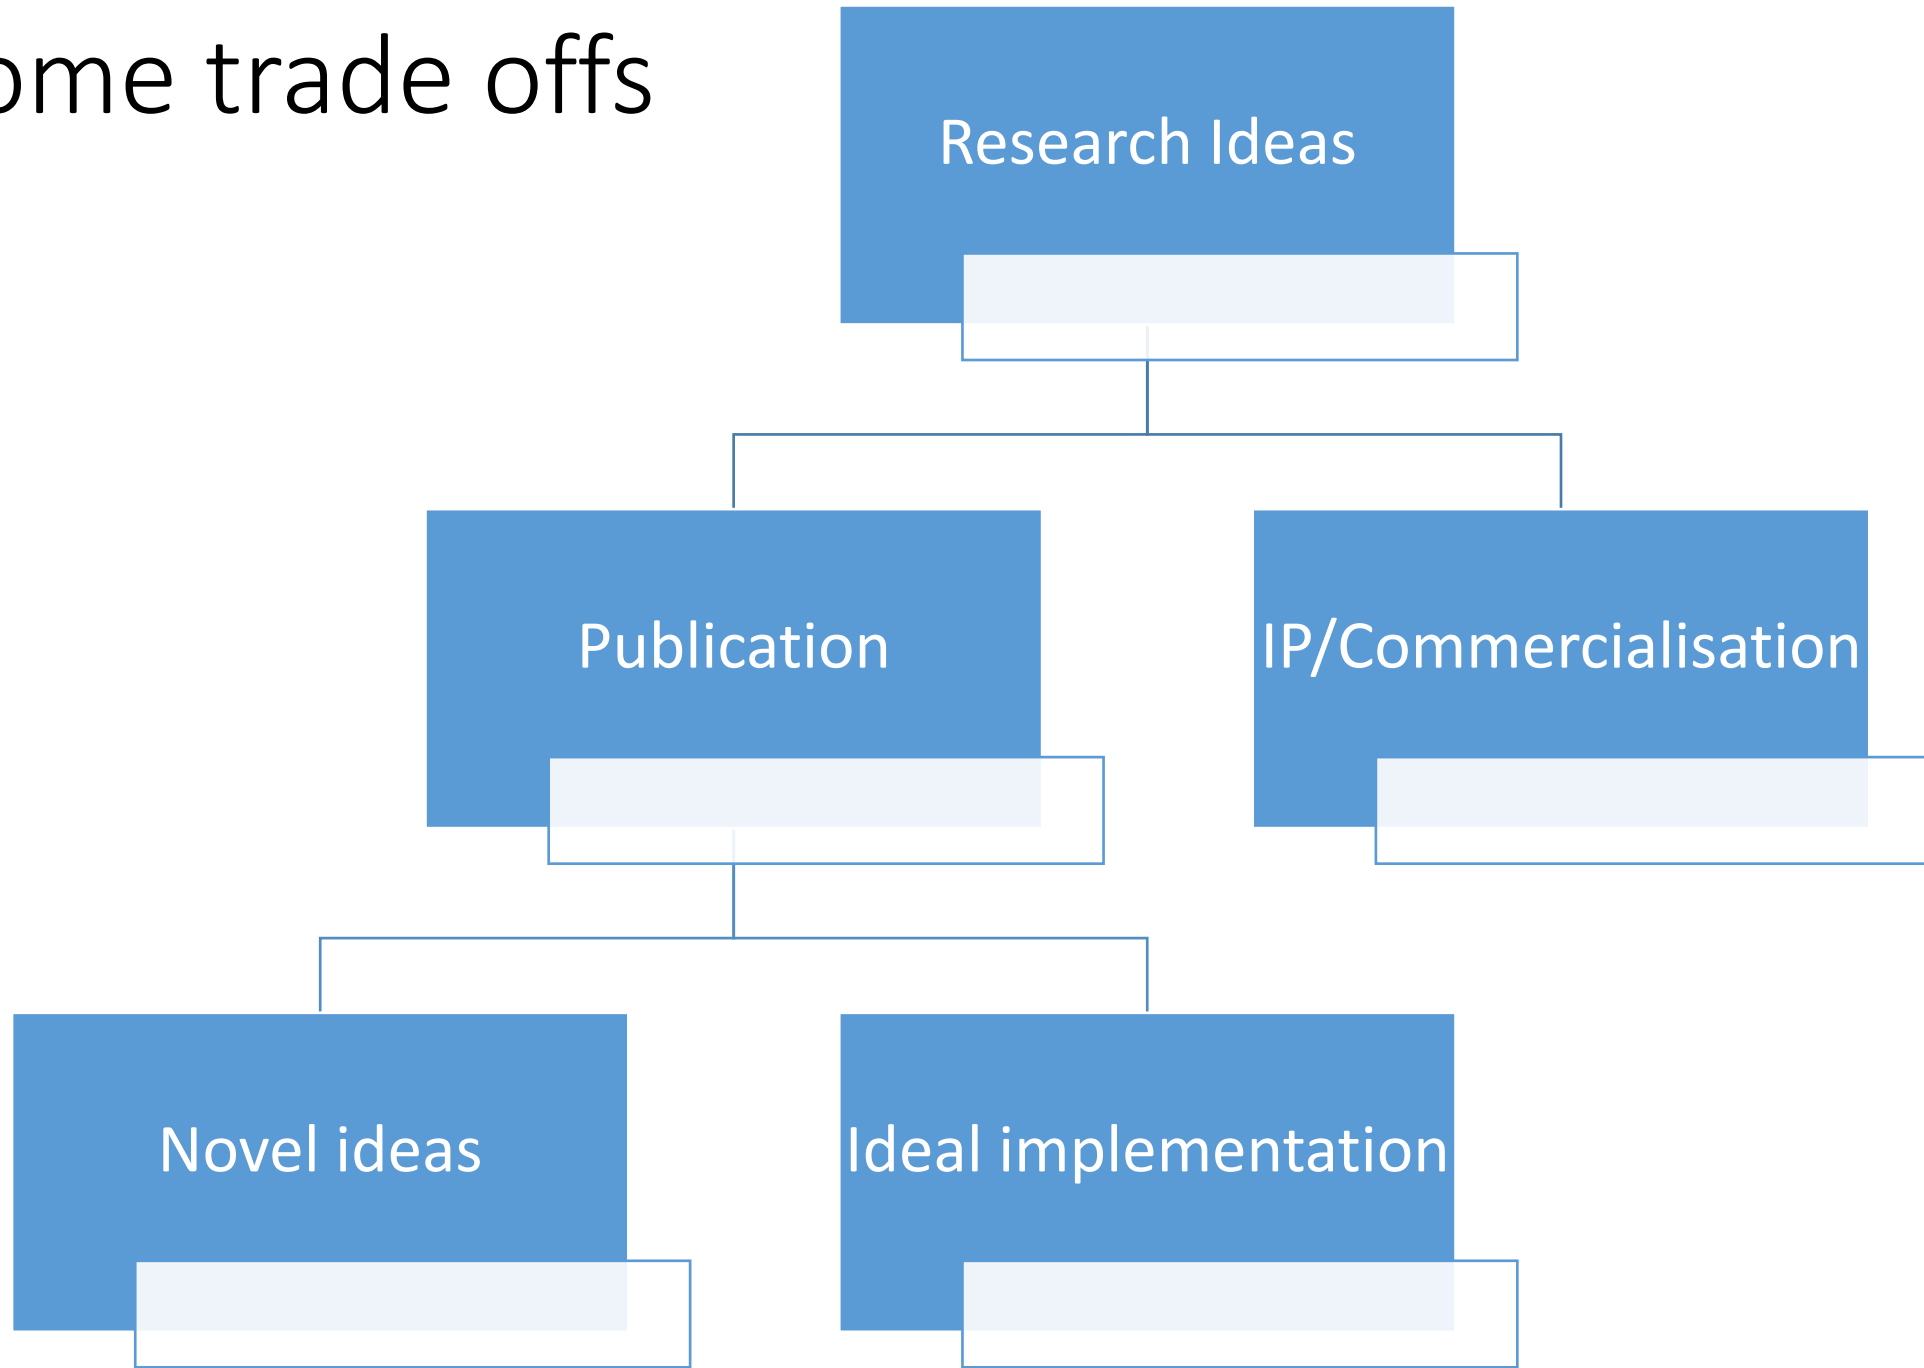 ome trade offs
Research Ideas
Publication
IP/Commercialisation
Novel ideas
Ideal implementation